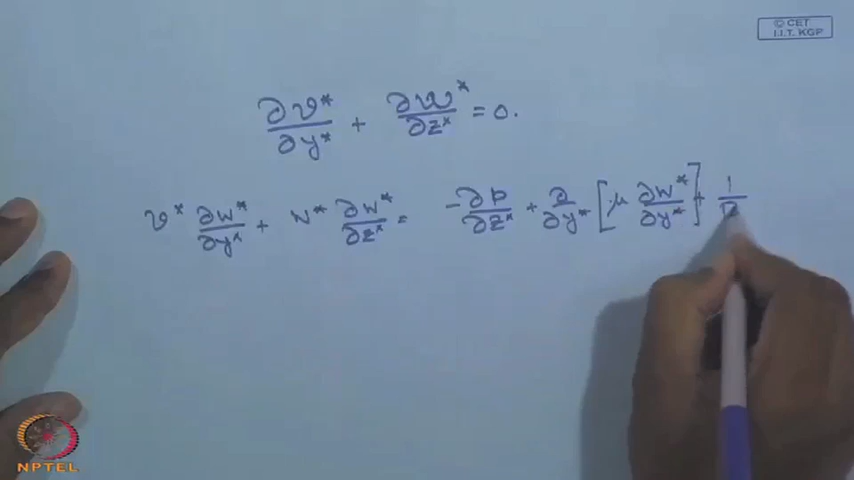 © CET
I.I.T. KGP
∂v*/∂y* + ∂w*/∂z* = 0.
v* ∂w*/∂y* + w* ∂w*/∂z* = -∂p/∂z* + ∂/∂y* [μ ∂w*/∂y*] + 1/
NPTEL